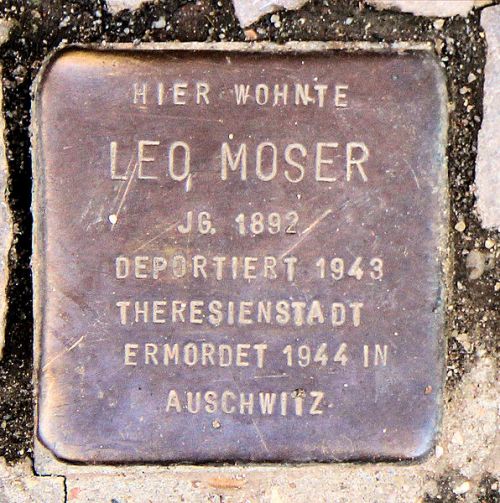 HIER WOHNTE
LEO MOSER
JG. 1892
DEPORTIERT 1943
THERESIENSTADT
ERMORDET 1944 IN
AUSCHWITZ